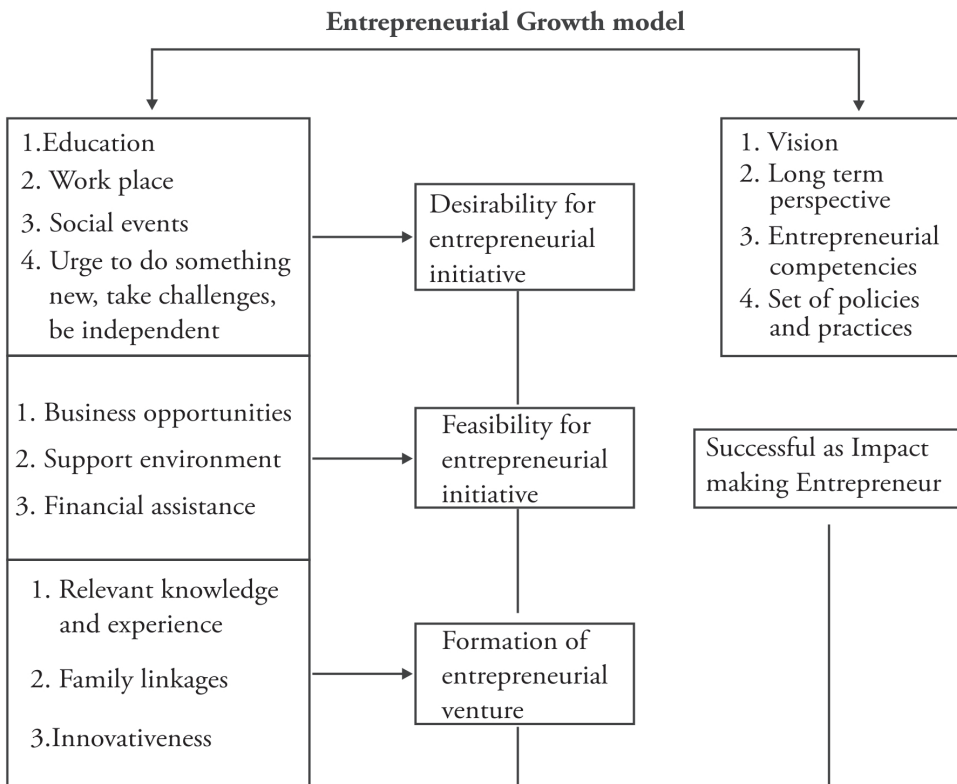 Entrepreneurial Growth model
1.Education
2. Work place
3. Social events
4. Urge to do something
new, take challenges,
be independent
1. Business opportunities
2. Support environment
3. Financial assistance
1. Relevant knowledge
and experience
2. Family linkages
3.Innovativeness
Desirability for
entrepreneurial
initiative
Feasibility for
entrepreneurial
initiative
Formation of
entrepreneurial
venture
1. Vision
2. Long term
perspective
3. Entrepreneurial
competencies
4. Set of policies
and practices
Successful as Impact
making Entrepreneur